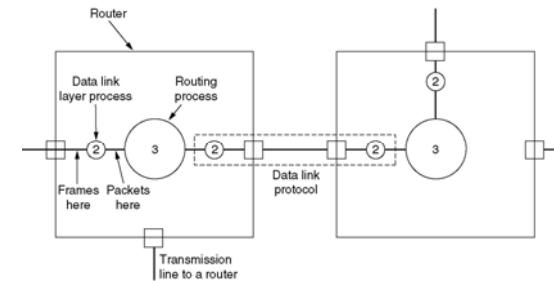 Router
Data link
layer process
Routing
process
2
2
3
2
2
3
Frames
here
Packets
here
Data link
protocol
Transmission
line to a router